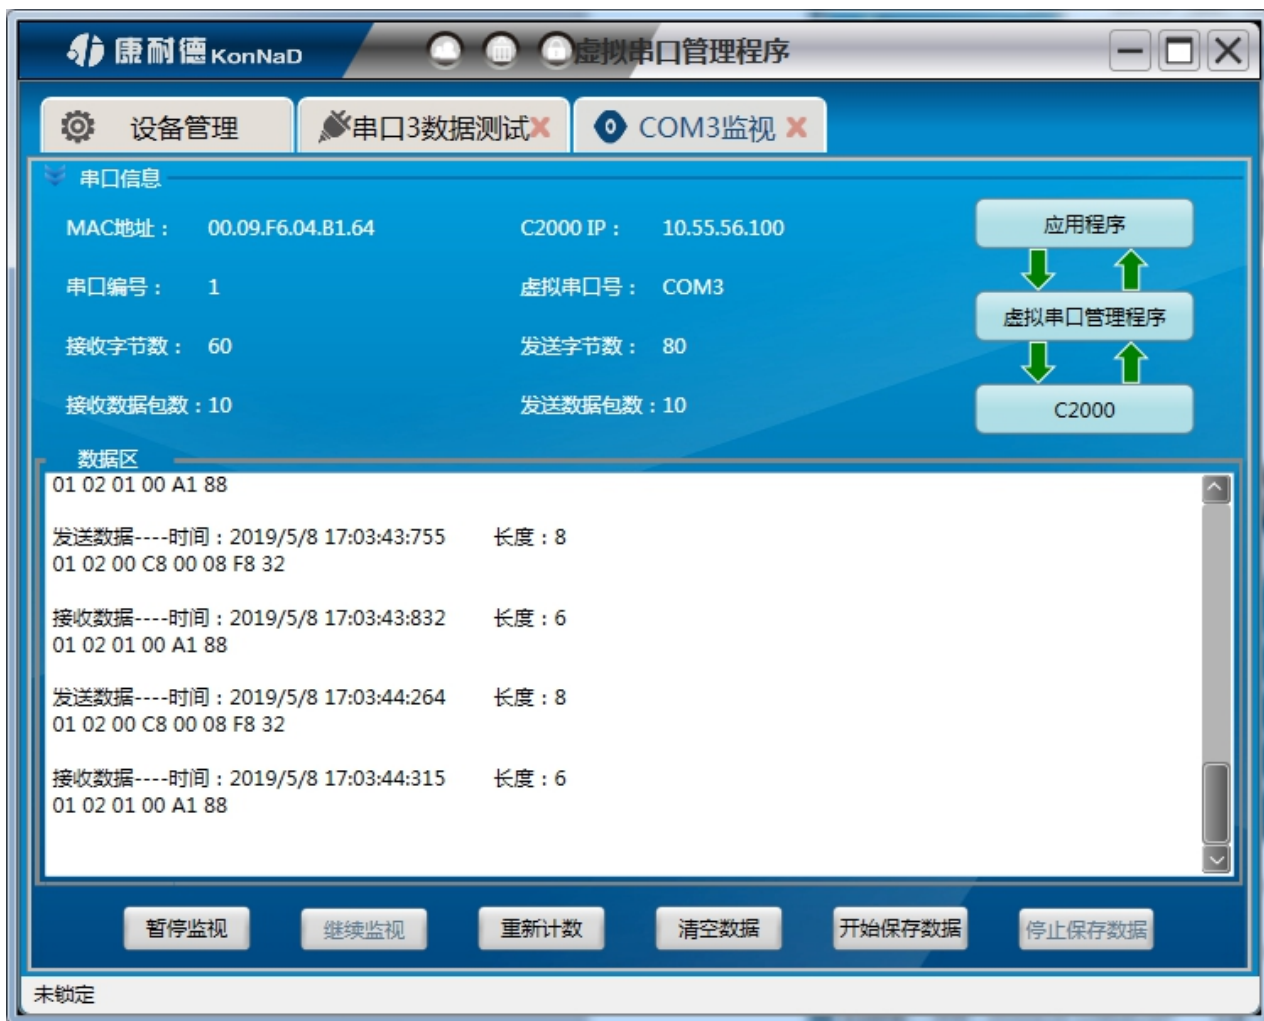 康耐德 KonNaD 虚拟串口管理程序
设备管理 串口3数据测试 COM3监视
串口信息
MAC地址: 00.09.F6.04.B1.64 C2000 IP: 10.55.56.100 应用程序
串口编号: 1 虚拟串口号: COM3 虚拟串口管理程序
接收字节数: 60 发送字节数: 80
接收数据包数:10 发送数据包数:10 C2000
数据区
01 02 01 00 A1 88
发送数据----时间:2019/5/8 17:03:43:755 长度:8
01 02 00 C8 00 08 F8 32
接收数据----时间:2019/5/8 17:03:43:832 长度:6
01 02 01 00 A1 88
发送数据----时间:2019/5/8 17:03:44:264 长度:8
01 02 00 C8 00 08 F8 32
接收数据----时间:2019/5/8 17:03:44:315 长度:6
01 02 01 00 A1 88
暂停监视 继续监视 重新计数 清空数据 开始保存数据 停止保存数据
未锁定